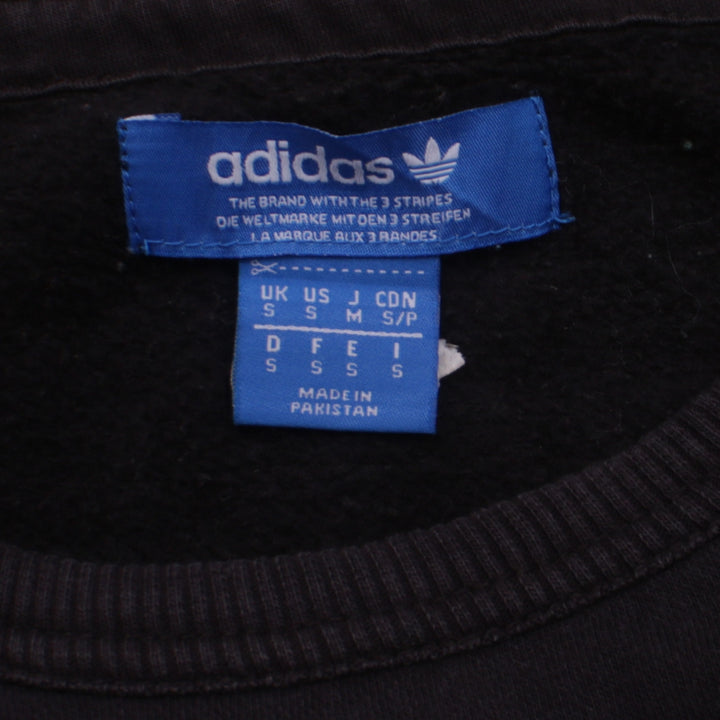 adidas
THE BRAND WITH THE 3 STRIPES
DIE WELTMARKE MIT DEN 3 STREIFEN
LA MARQUE AUX 3 BANDES
UK US J CDN
S S M S/P
D F E I
S S S S
MADE IN
PAKISTAN